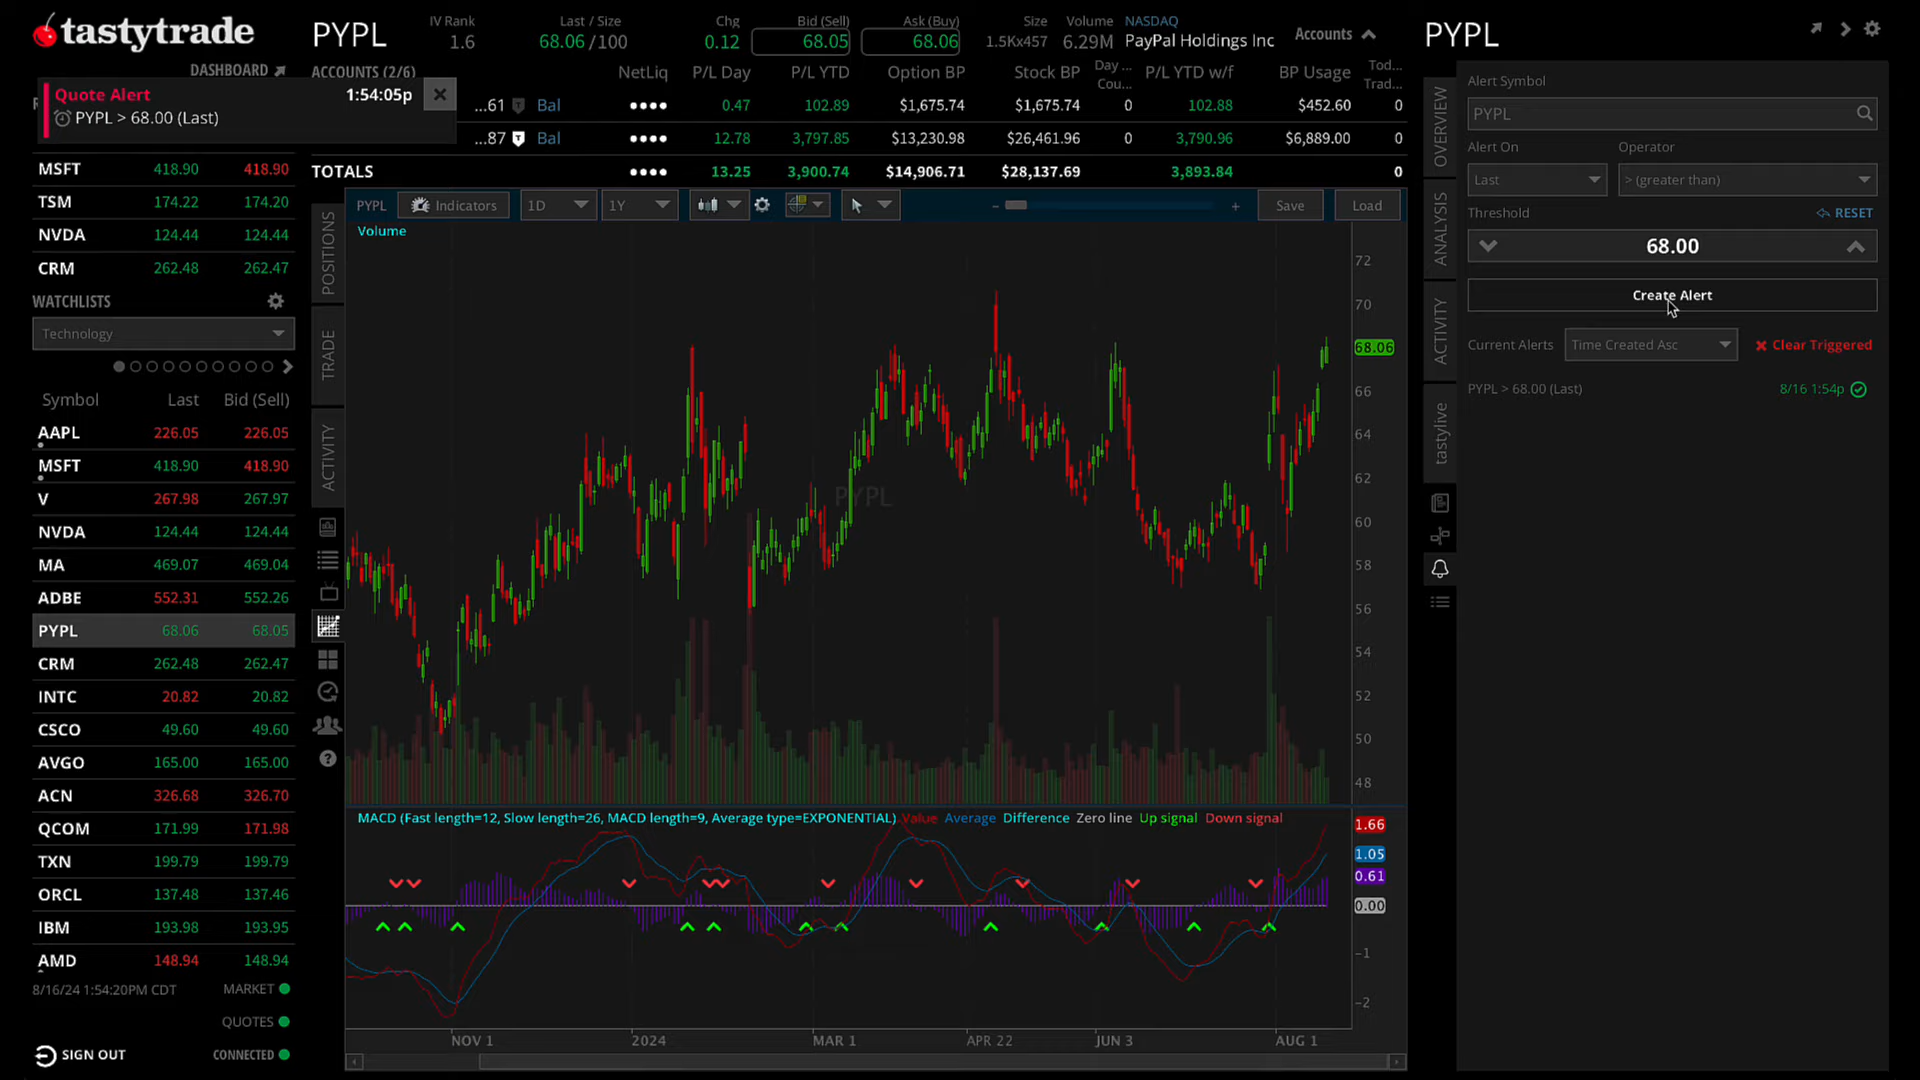 tastytrade
DASHBOARD
Quote Alert 1:54:05p
PYPL > 68.00 (Last)
MSFT 418.90 418.90
TSM 174.22 174.20
NVDA 124.44 124.44
CRM 262.48 262.47
WATCHLISTS
Technology
Symbol Last Bid (Sell)
AAPL 226.05 226.05
MSFT 418.90 418.90
V 267.98 267.97
NVDA 124.44 124.44
MA 469.07 469.04
ADBE 552.31 552.26
PYPL 68.06 68.05
CRM 262.48 262.47
INTC 20.82 20.82
CSCO 49.60 49.60
AVGO 165.00 165.00
ACN 326.68 326.70
QCOM 171.99 171.98
TXN 199.79 199.79
ORCL 137.48 137.46
IBM 193.98 193.95
AMD 148.94 148.94
8/16/24 1:54:20PM CDT MARKET
QUOTES
SIGN OUT CONNECTED
PYPL
IV Rank Last / Size Chg Bid (Sell) Ask (Buy) Size Volume NASDAQ
1.6 68.06 /100 0.12 68.05 68.06 1.5Kx457 6.29M PayPal Holdings Inc
Accounts
ACCOUNTS (2/6) NetLiq P/L Day P/L YTD Option BP Stock BP Day ... Cou... P/L YTD w/f BP Usage Tod... Trad...
...61 Bal •••• 0.47 102.89 $1,675.74 $1,675.74 0 102.88 $452.60 0
...87 Bal •••• 12.78 3,797.85 $13,230.98 $26,461.96 0 3,790.96 $6,889.00 0
TOTALS •••• 13.25 3,900.74 $14,906.71 $28,137.69 3,893.84 0
POSITIONS
TRADE
ACTIVITY
PYPL Indicators 1D 1Y - + Save Load
Volume
PYPL
72
70
68.06
66
64
62
60
58
56
54
52
50
48
MACD (Fast length=12, Slow length=26, MACD length=9, Average type=EXPONENTIAL) Value Average Difference Zero line Up signal Down signal
1.66
1.05
0.61
0.00
-1
-2
NOV 1 2024 MAR 1 APR 22 JUN 3 AUG 1
PYPL
OVERVIEW
ANALYSIS
ACTIVITY
tastylive
Alert Symbol
PYPL
Alert On Operator
Last > (greater than)
Threshold RESET
68.00
Create Alert
Current Alerts Time Created Asc Clear Triggered
PYPL > 68.00 (Last) 8/16 1:54p